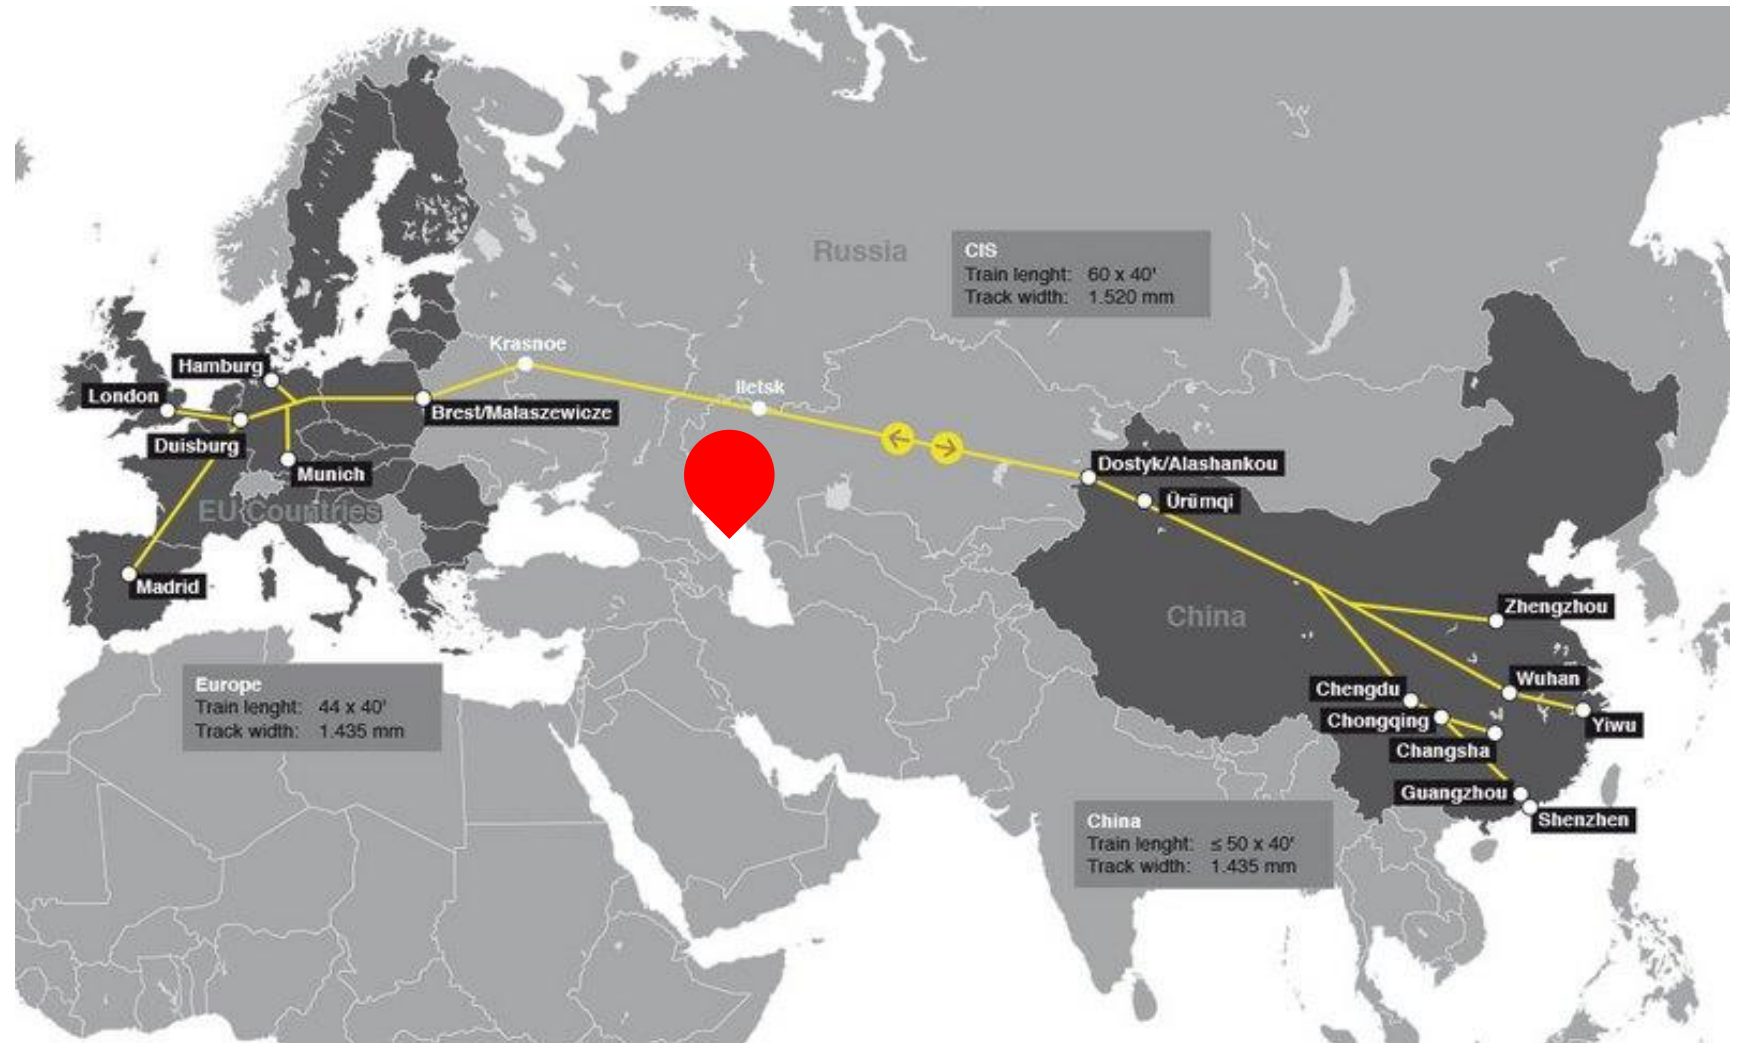 Russia
CIS
Train lenght: 60 x 40'
Track width: 1.520 mm
Krasnoe
Hamburg
Iletsk
London
Brest/Małaszewicze
Duisburg
Munich
Dostyk/Alashankou
Ürümqi
EU Countries
Madrid
China
Zhengzhou
Europe
Train lenght: 44 x 40'
Track width: 1.435 mm
Wuhan
Chengdu
Chongqing
Yiwu
Changsha
Guangzhou
Shenzhen
China
Train lenght: ≤ 50 x 40'
Track width: 1.435 mm